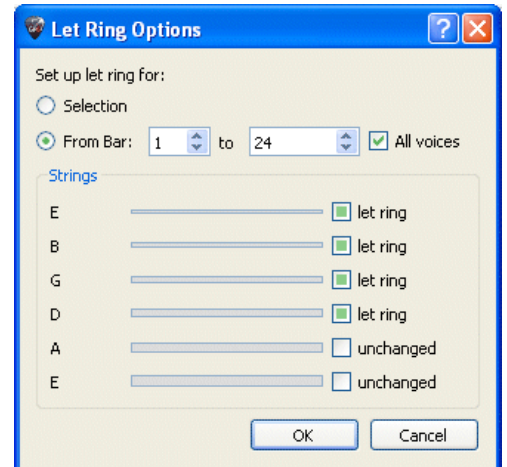 Let Ring Options
Set up let ring for:
Selection
From Bar: 1 to 24 All voices
Strings
E let ring
B let ring
G let ring
D let ring
A unchanged
E unchanged
OK Cancel